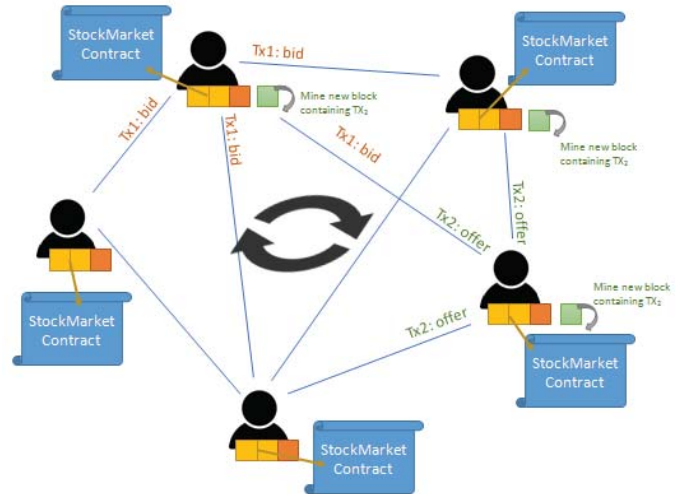 StockMarket
Contract
Tx1: bid
StockMarket
Contract
Mine new block
containing TX₂
Tx1: bid
Tx1: bid
Tx1: bid
Mine new block
containing TX₂
Tx2: offer
Tx2: offer
StockMarket
Contract
Mine new block
containing TX₂
Tx2: offer
StockMarket
Contract
StockMarket
Contract